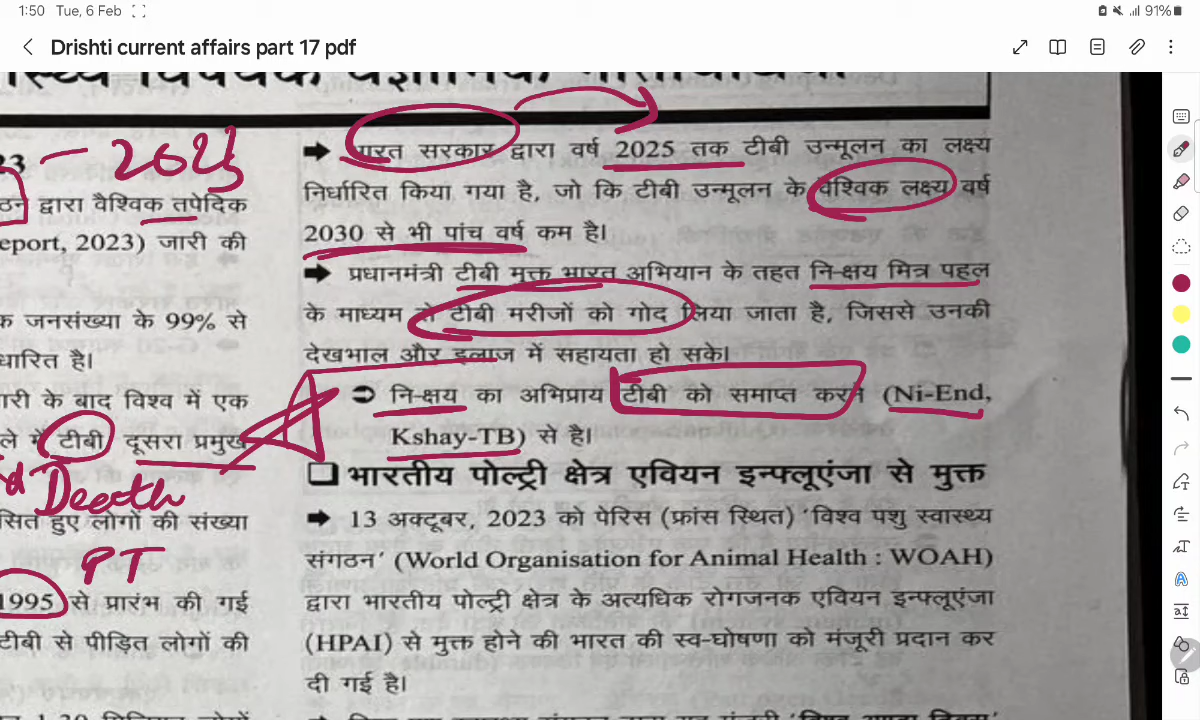 1:50 Tue, 6 Feb
91%
Drishti current affairs part 17 pdf
23 – 2023
द्वारा वैश्विक तपेदिक
eport, 2023) जारी की
क जनसंख्या के 99% से
धारित है।
ारी के बाद विश्व में एक
ले में टीबी दूसरा प्रमुख
Death
सित हुए लोगों की संख्या
1995 से प्रारंभ की गई
टीबी से पीड़ित लोगों की
➡ भारत सरकार द्वारा वर्ष 2025 तक टीबी उन्मूलन का लक्ष्य
निर्धारित किया गया है, जो कि टीबी उन्मूलन के वैश्विक लक्ष्य वर्ष
2030 से भी पांच वर्ष कम है।
➡ प्रधानमंत्री टीबी मुक्त भारत अभियान के तहत नि-क्षय मित्र पहल
के माध्यम से टीबी मरीजों को गोद लिया जाता है, जिससे उनकी
देखभाल और इलाज में सहायता हो सके।
➲ नि-क्षय का अभिप्राय टीबी को समाप्त करने (Ni-End,
Kshay-TB) से है।
❑ भारतीय पोल्ट्री क्षेत्र एवियन इन्फ्लूएंजा से मुक्त
➡ 13 अक्टूबर, 2023 को पेरिस (फ्रांस स्थित) 'विश्व पशु स्वास्थ्य
संगठन' (World Organisation for Animal Health : WOAH)
द्वारा भारतीय पोल्ट्री क्षेत्र के अत्यधिक रोगजनक एवियन इन्फ्लूएंजा
(HPAI) से मुक्त होने की भारत की स्व-घोषणा को मंजूरी प्रदान कर
दी गई है।